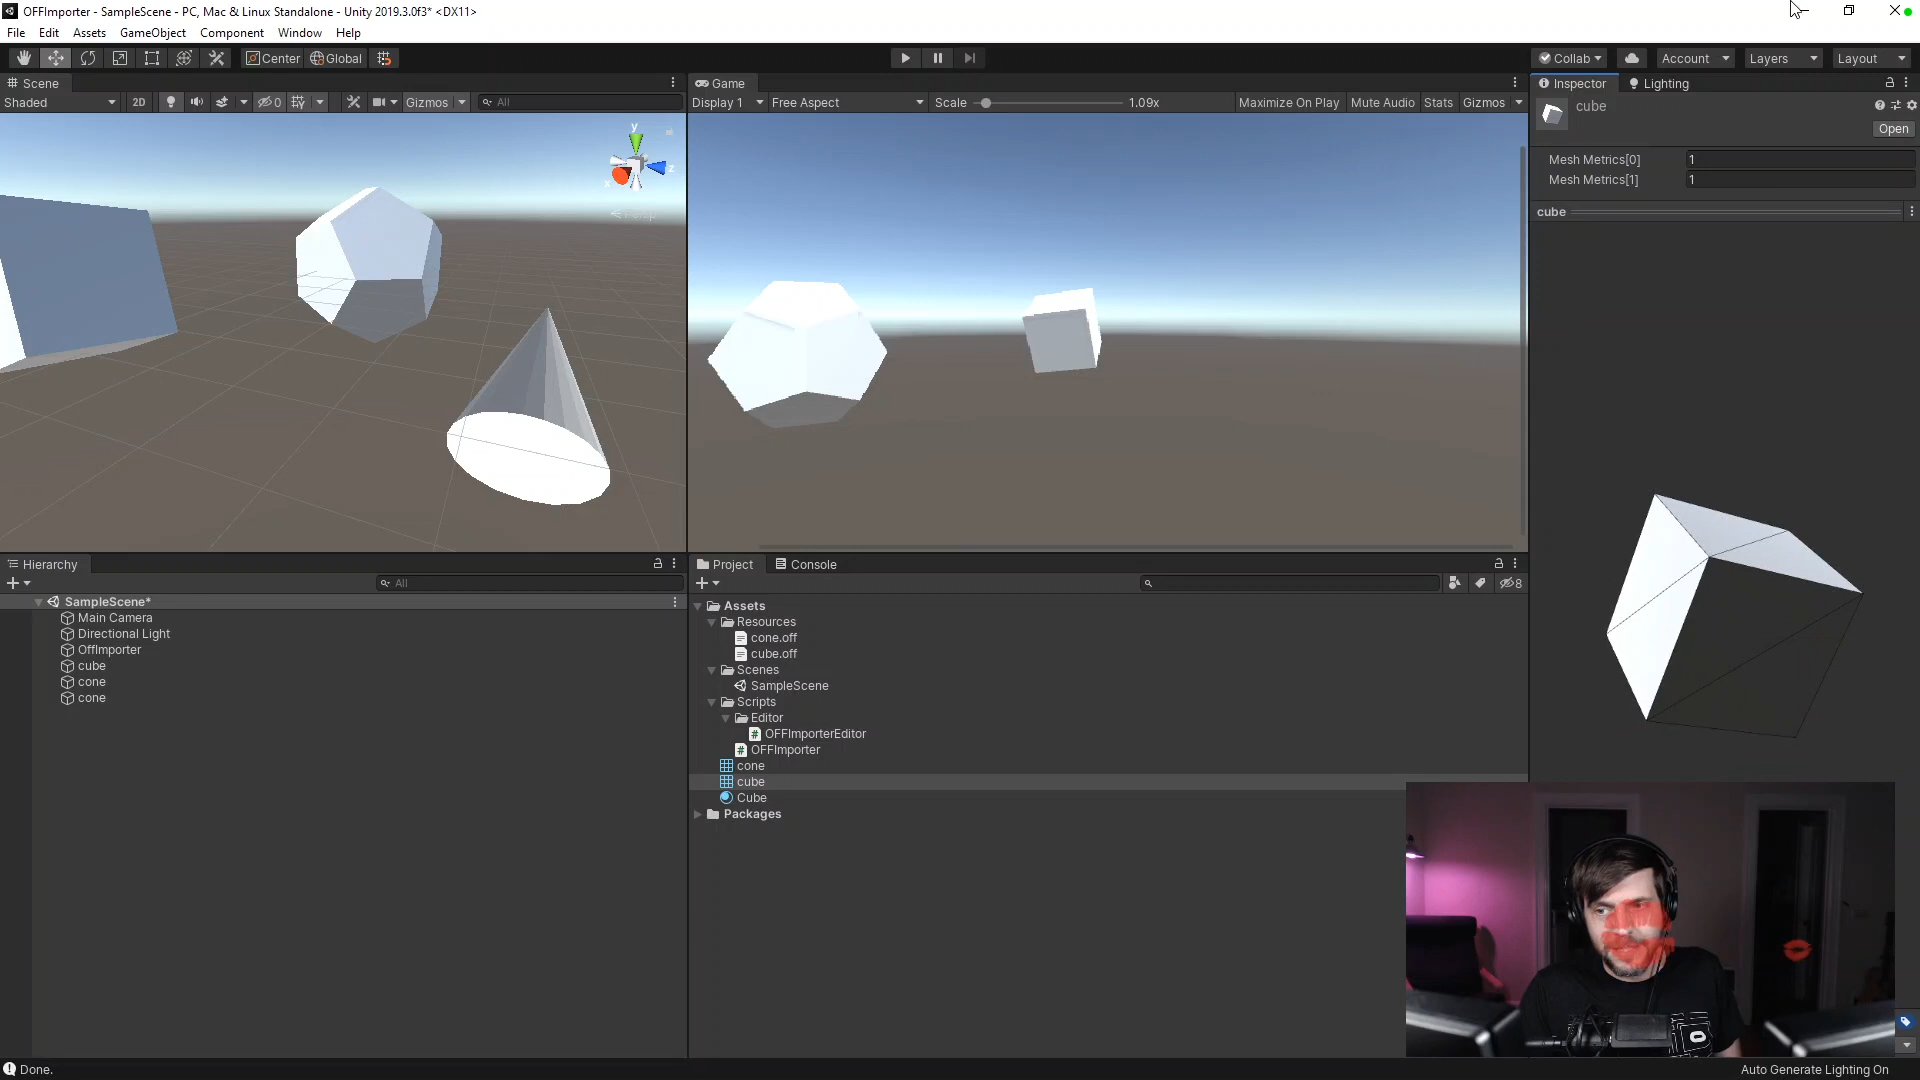 OFFImporter - SampleScene - PC, Mac & Linux Standalone - Unity 2019.3.0f3* <DX11>
File Edit Assets GameObject Component Window Help
Center Global Collab Account Layers Layout
Scene
Shaded 2D 0 Gizmos All
y
z
x
Persp
Game
Display 1 Free Aspect Scale 1.09x Maximize On Play Mute Audio Stats Gizmos
Inspector Lighting
cube
Open
Mesh Metrics[0] 1
Mesh Metrics[1] 1
cube
Hierarchy
All
SampleScene*
Main Camera
Directional Light
OffImporter
cube
cone
cone
Project Console
8
Assets
Resources
cone.off
cube.off
Scenes
SampleScene
Scripts
Editor
OFFImporterEditor
OFFImporter
cone
cube
Cube
Packages
Done.
Auto Generate Lighting On